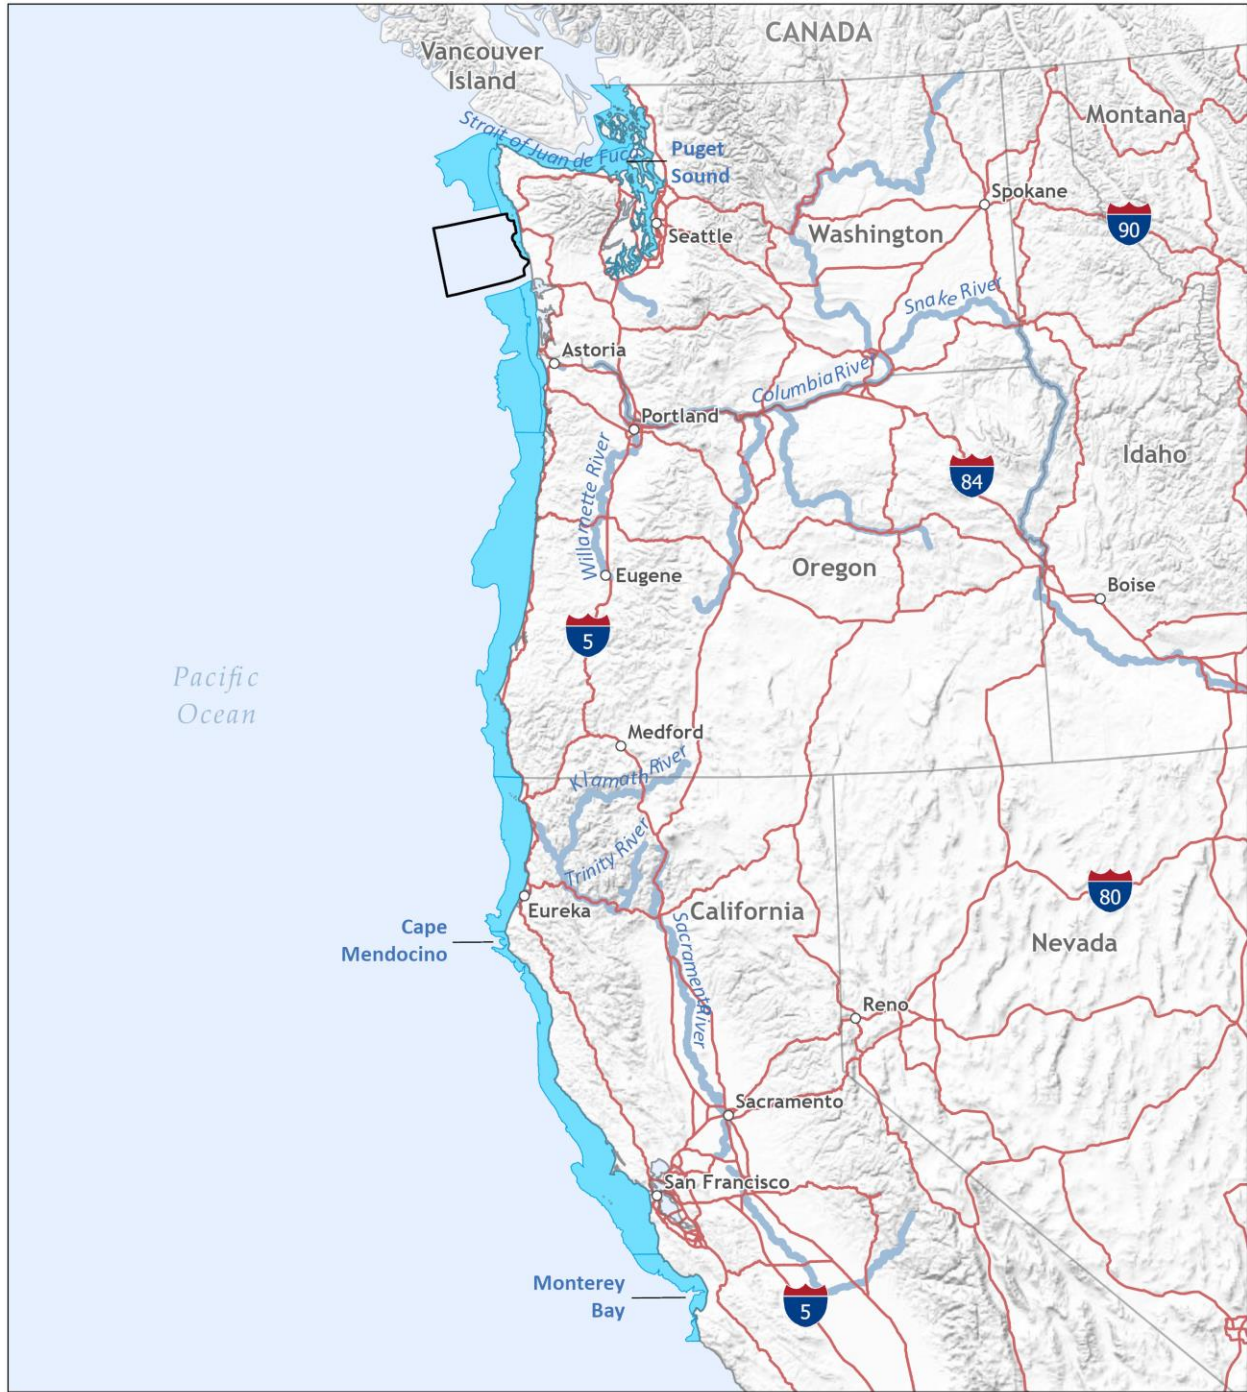 CANADA
Vancouver
Island
Montana
Strait of Juan de Fuca
Puget
Sound
Spokane
Seattle
Washington
90
Snake River
Astoria
Columbia River
Portland
Idaho
84
Willamette River
Oregon
Eugene
Boise
5
Pacific
Ocean
Medford
Klamath River
Trinity River
80
Eureka
California
Cape
Mendocino
Nevada
Sacrament River
Reno
Sacramento
San Francisco
Monterey
Bay
5